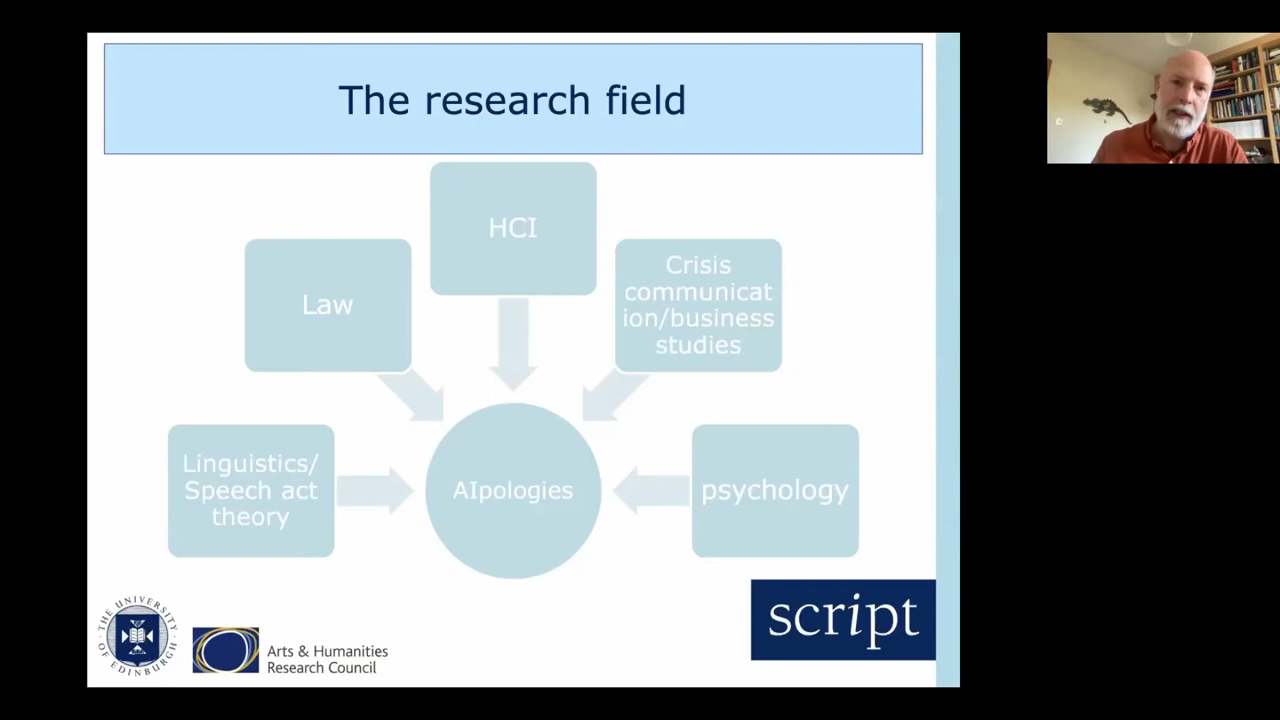 The research field
HCI
Law
Crisis
communicat
ion/business
studies
Linguistics/
Speech act
theory
AIpologies
psychology
THE UNIVERSITY
OF EDINBURGH
Arts & Humanities
Research Council
script